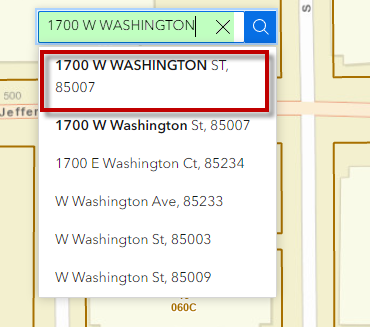 1700 W WASHINGTON
1700 W WASHINGTON ST,
85007
500
Jeffer
1700 W Washington St, 85007
1700 E Washington Ct, 85234
W Washington Ave, 85233
W Washington St, 85003
W Washington St, 85009
10
060C